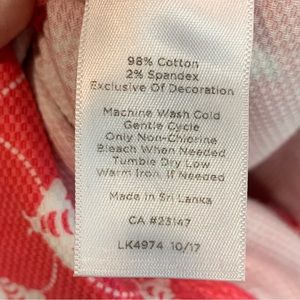 98% Cotton
2% Spandex
Exclusive Of Decoration
Machine Wash Cold
Gentle Cycle
Only Non-Chlorine
Bleach When Needed
Tumble Dry Low
Warm Iron, If Needed
Made in Sri Lanka
CA #23147
LK4974 10/17